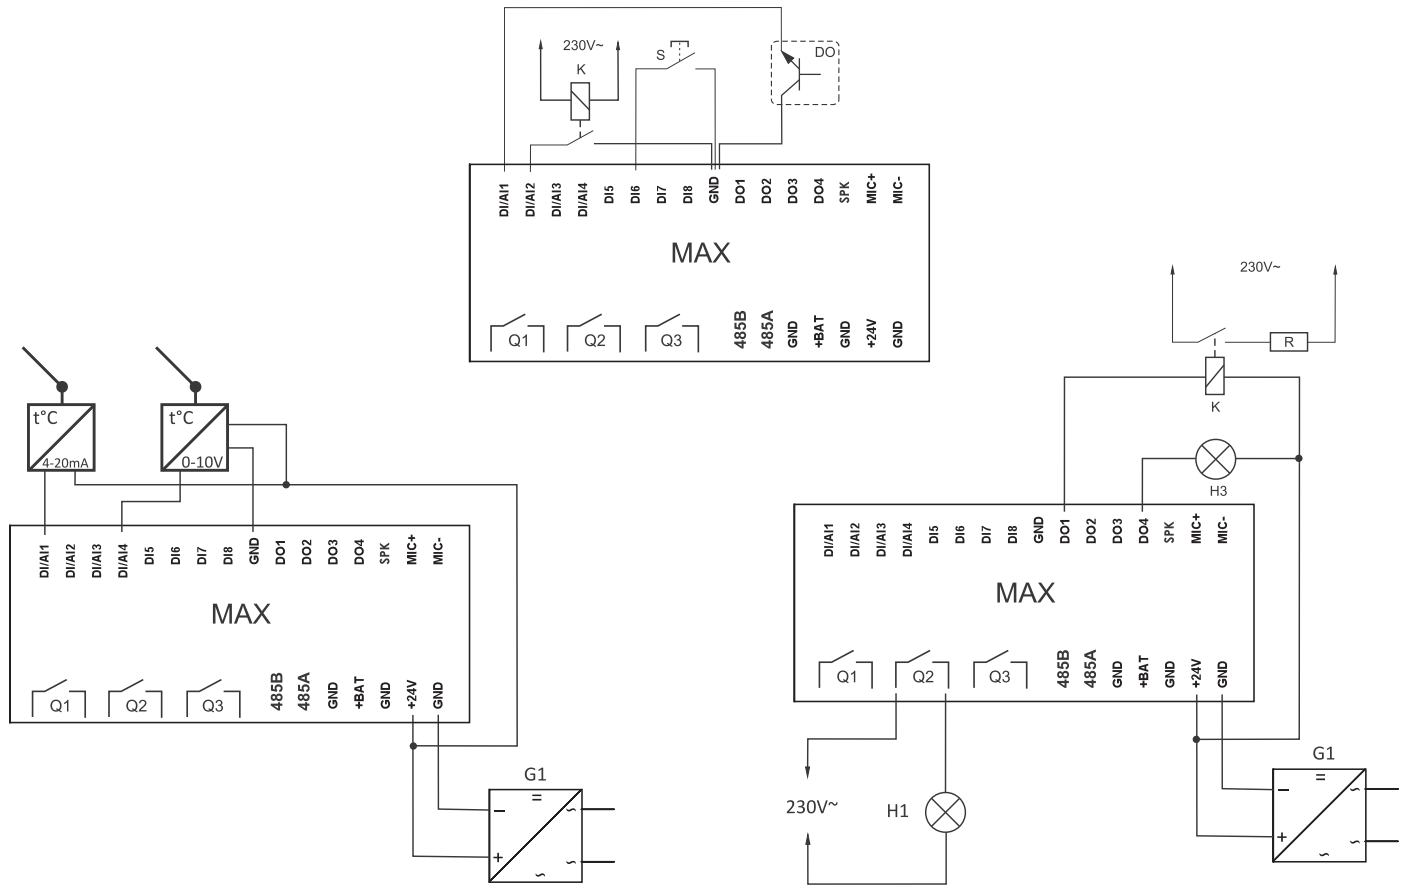 230V~
K
S
DO
DI/AI1 DI/AI2 DI/AI3 DI/AI4 DI5 DI6 DI7 DI8 GND DO1 DO2 DO3 DO4 SPK MIC+ MIC-
MAX
Q1 Q2 Q3 485B 485A GND +BAT GND +24V GND
t°C
4-20mA
t°C
0-10V
DI/AI1 DI/AI2 DI/AI3 DI/AI4 DI5 DI6 DI7 DI8 GND DO1 DO2 DO3 DO4 SPK MIC+ MIC-
MAX
Q1 Q2 Q3 485B 485A GND +BAT GND +24V GND
G1
= 
− ~
+ ~
~
230V~
R
K
H3
DI/AI1 DI/AI2 DI/AI3 DI/AI4 DI5 DI6 DI7 DI8 GND DO1 DO2 DO3 DO4 SPK MIC+ MIC-
MAX
Q1 Q2 Q3 485B 485A GND +BAT GND +24V GND
230V~
H1
G1
=
− ~
+ ~
~